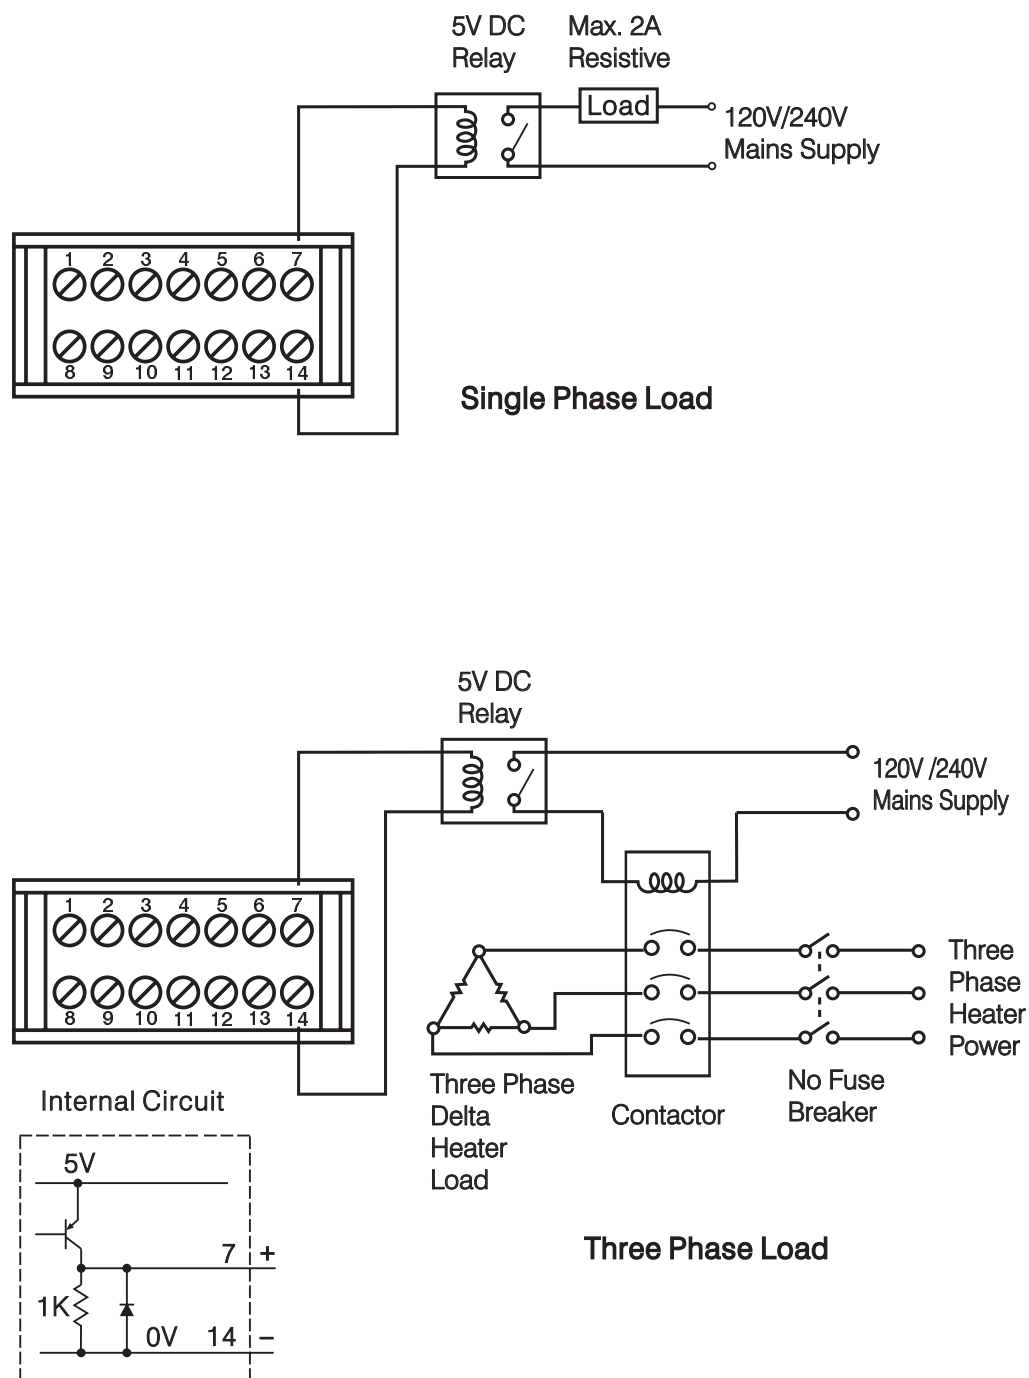 5V DC
Relay
Max. 2A
Resistive
Load
120V/240V
Mains Supply
1 2 3 4 5 6 7
8 9 10 11 12 13 14
Single Phase Load
5V DC
Relay
120V /240V
Mains Supply
1 2 3 4 5 6 7
8 9 10 11 12 13 14
Three
Phase
Heater
Power
No Fuse
Breaker
Contactor
Three Phase
Delta
Heater
Load
Three Phase Load
Internal Circuit
5V
7 +
1K
0V 14 –